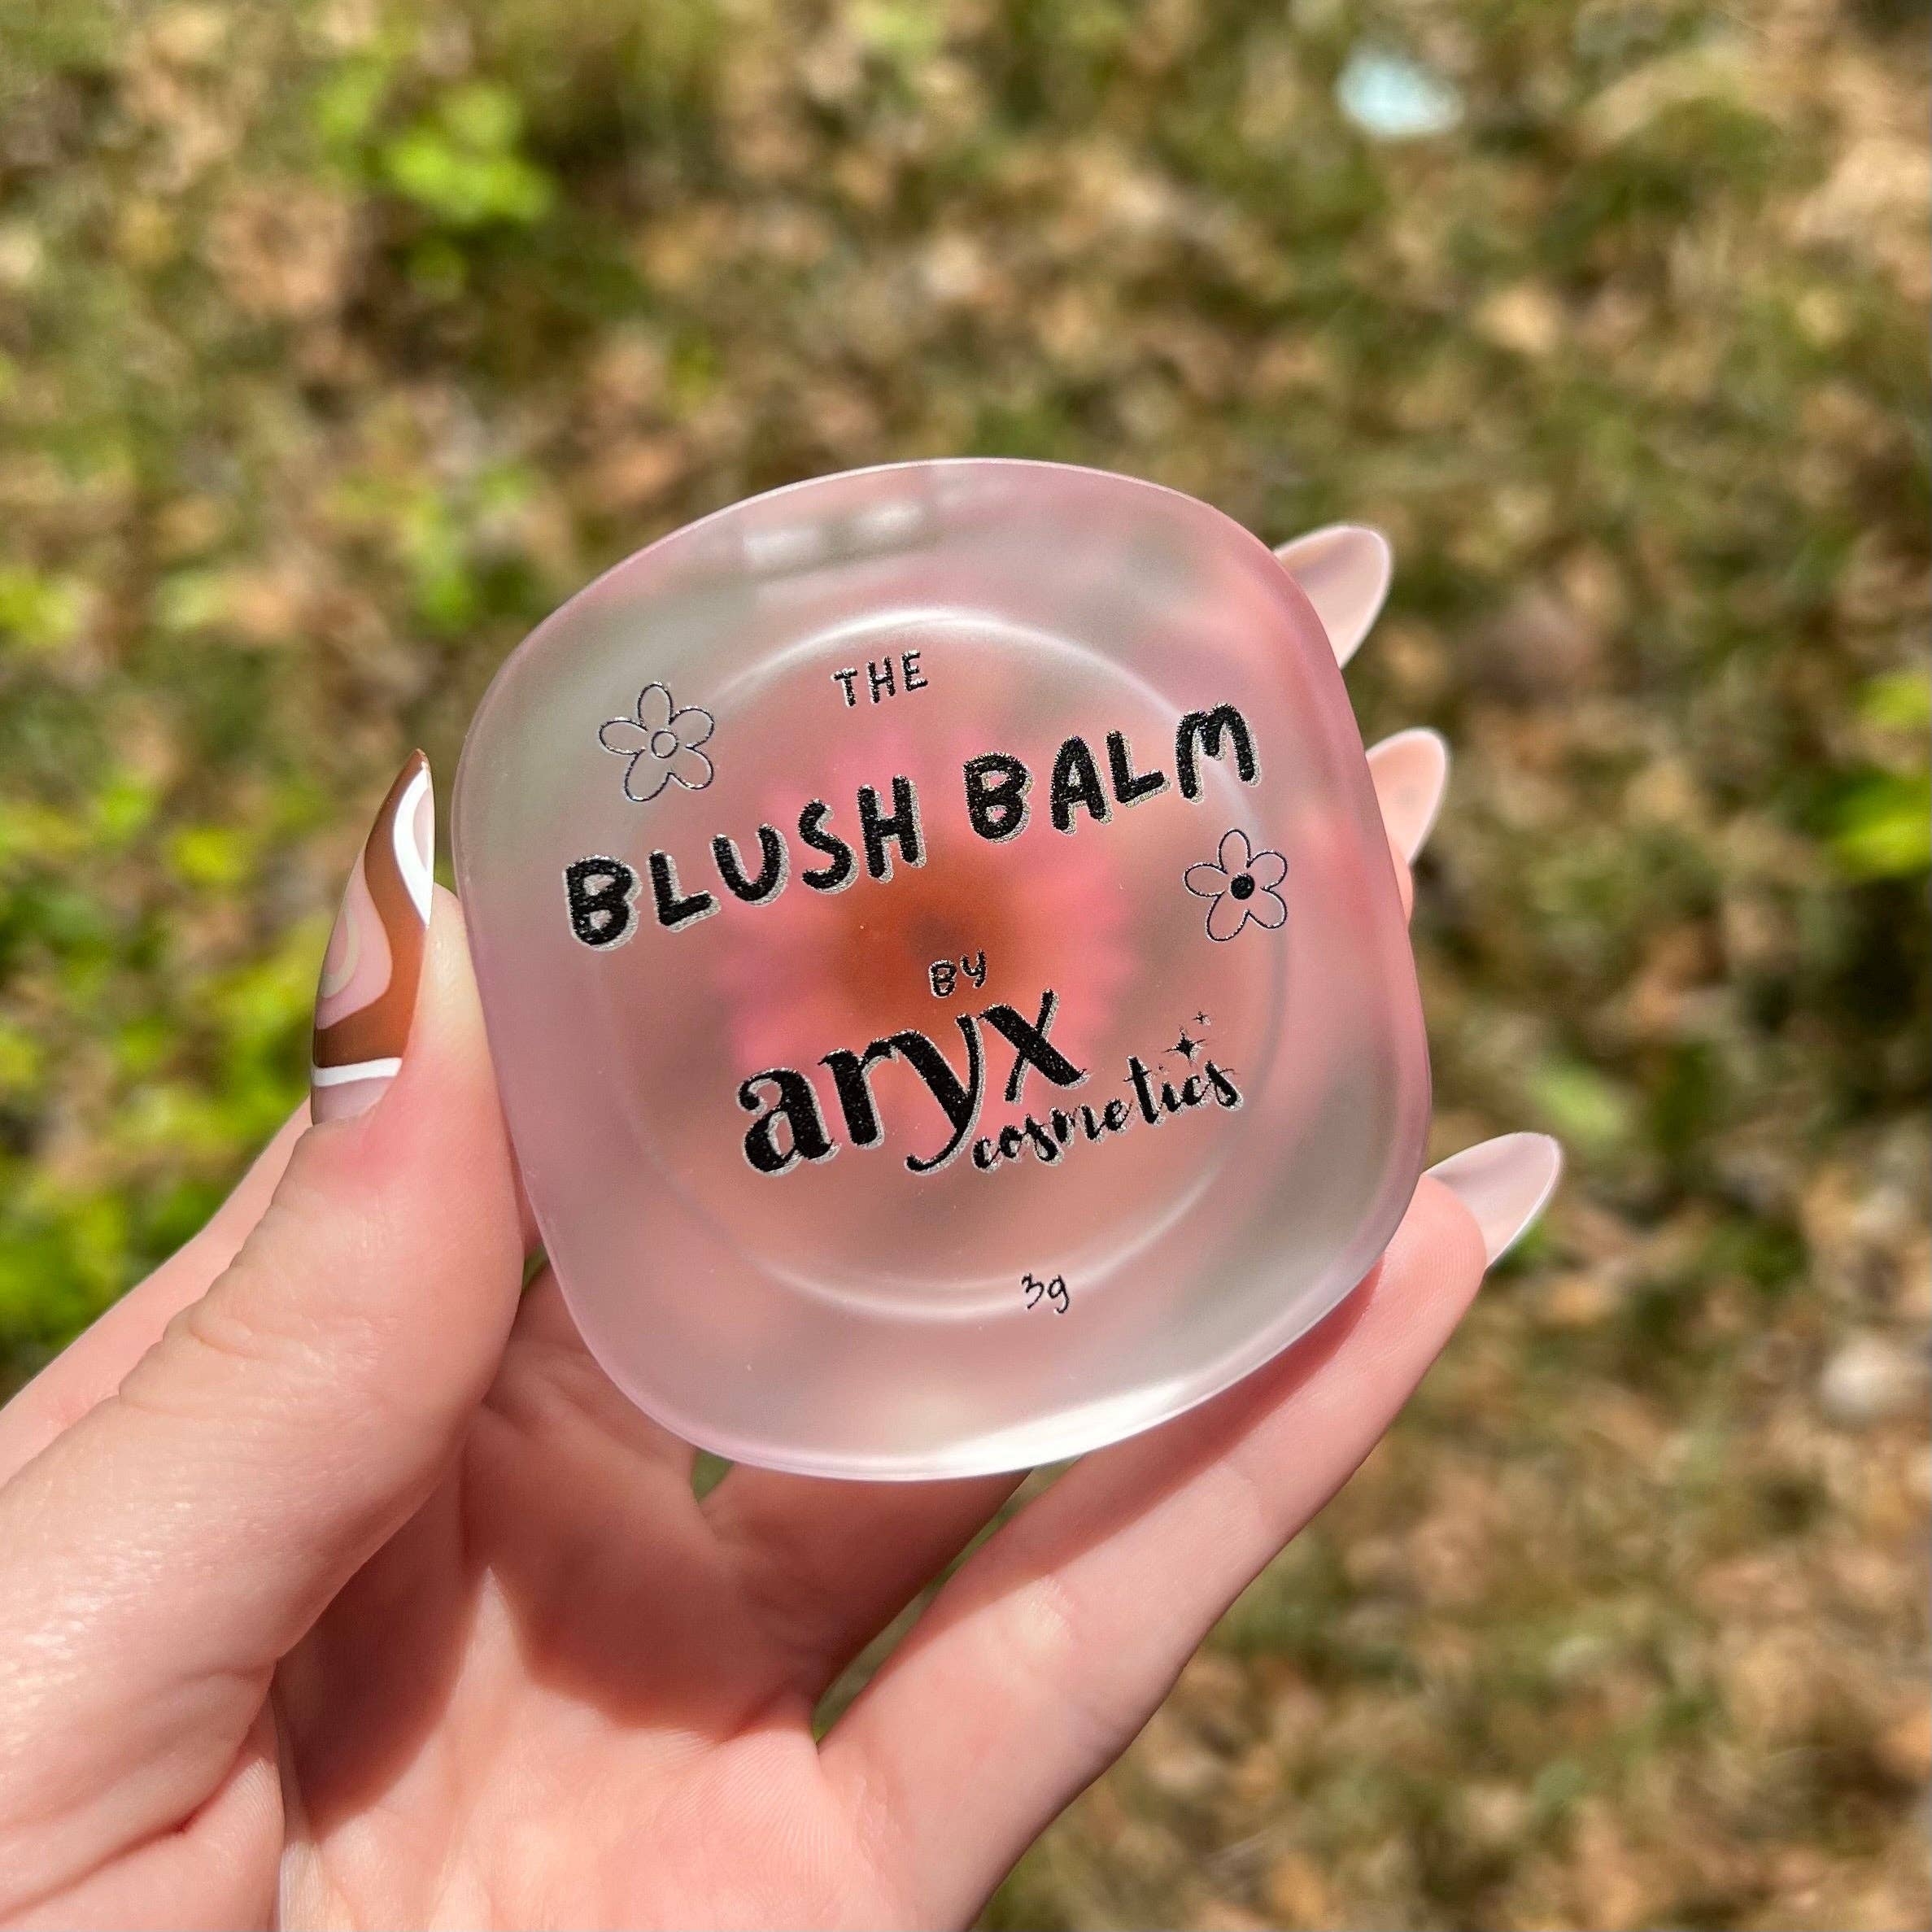 THE
BLUSH BALM
BY
aryx
cosmetics
3g